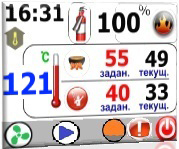 16:31 100%
°C 55 49
задан. текущ.
121 40 33
задан. текущ.